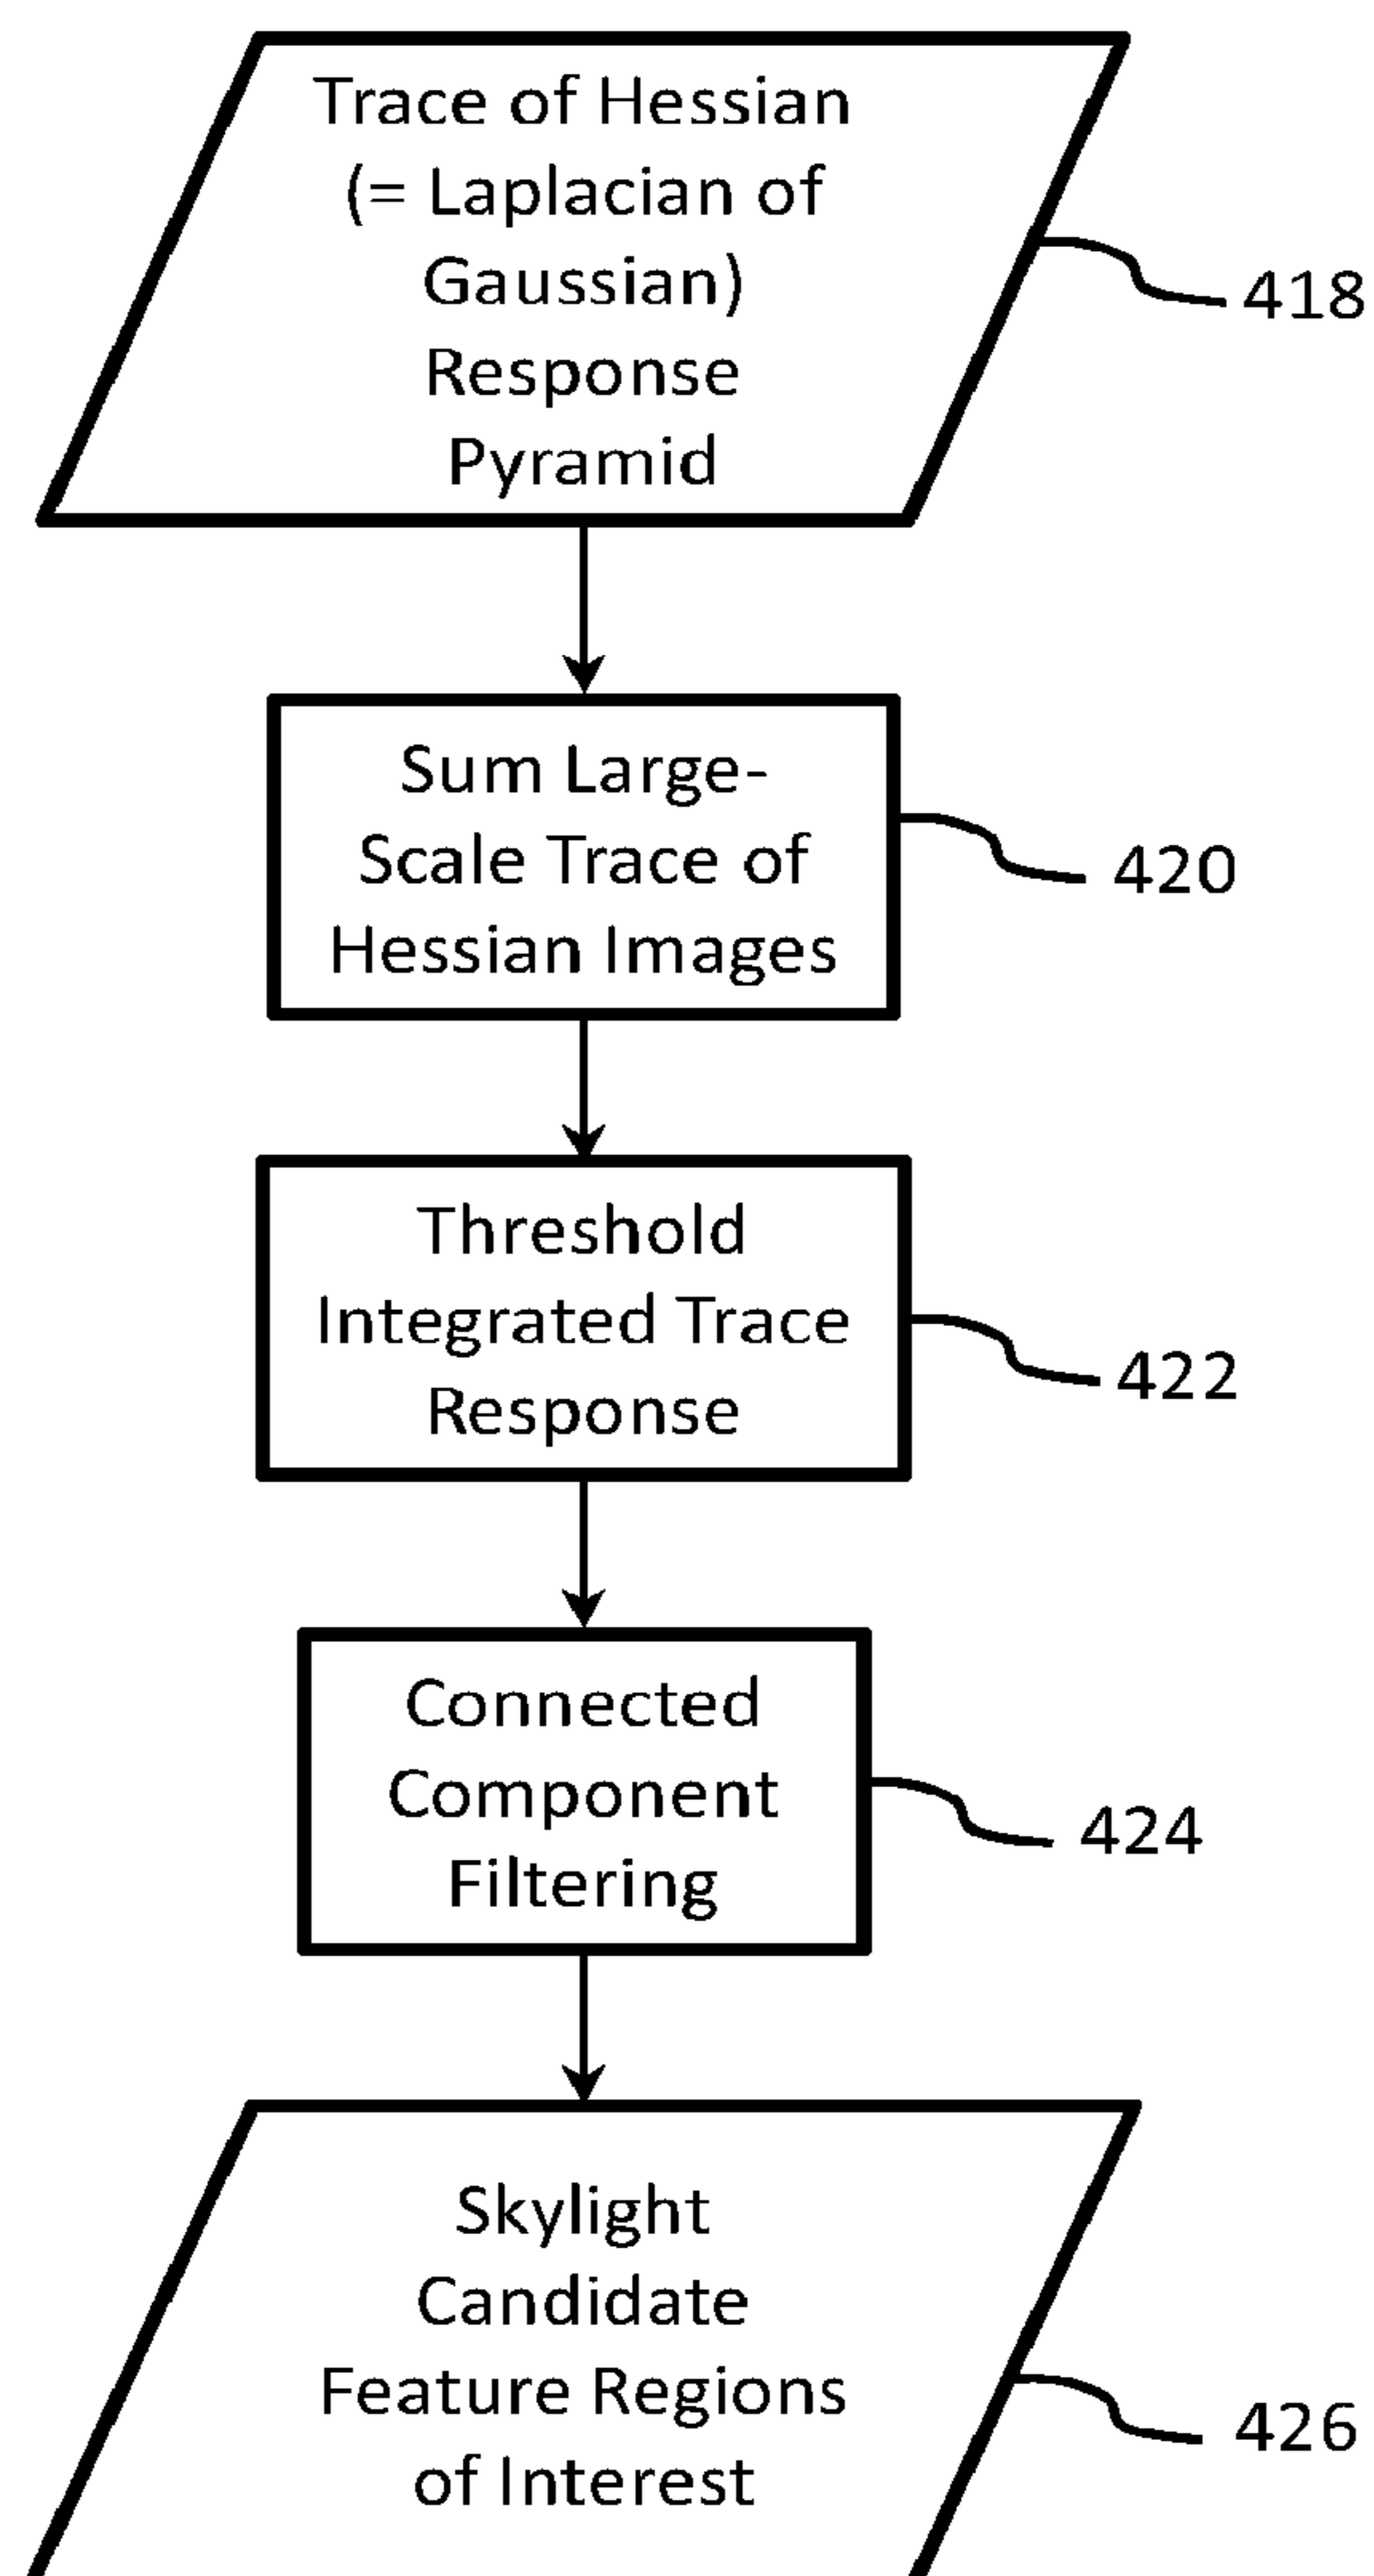 Trace of Hessian
(= Laplacian of
Gaussian)
Response
Pyramid
418
Sum Large-
Scale Trace of
Hessian Images
420
Threshold
Integrated Trace
Response
422
Connected
Component
Filtering
424
Skylight
Candidate
Feature Regions
of Interest
426